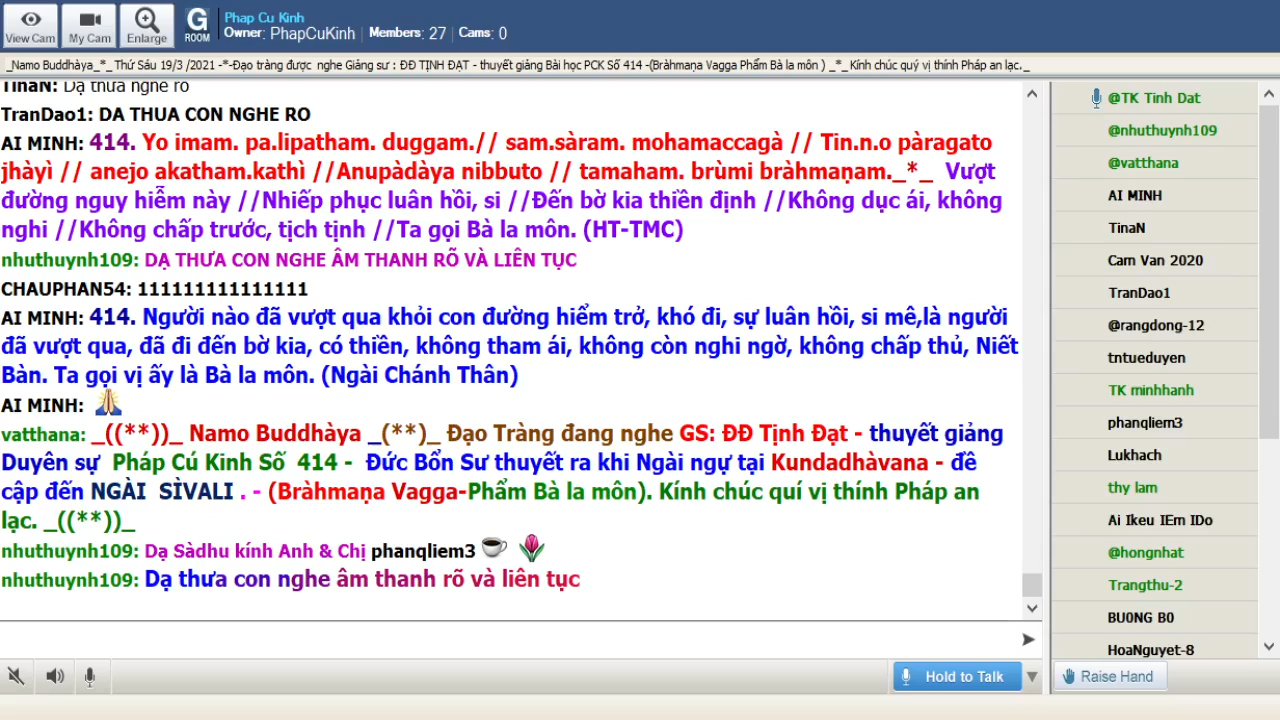 Phap Cu Kinh
View Cam
My Cam
Enlarge
G
ROOM
Owner: PhapCuKinh | Members: 27 | Cams: 0
_Namo Buddhàya_*_ Thứ Sáu 19/3 /2021 -*-Đạo tràng được nghe Giảng sư : ĐĐ TỊNH ĐẠT - thuyết giảng Bài học PCK Số 414 -(Bràhmaṇa Vagga Phẩm Bà la môn ) _*_ Kính chúc quý vị thính Pháp an lạc._
TinaN: Dạ thưa nghe rõ
TranDao1: DA THUA CON NGHE RO
AI MINH: 414. Yo imam. pa.lipatham. duggam.// sam.sàram. mohamaccagà // Tin.n.o pàragato
jhàyì // anejo akatham.kathì //Anupàdàya nibbuto // tamaham. brùmi bràhmaṇam._*_ Vượt
đường nguy hiễm này //Nhiếp phục luân hồi, si //Đến bờ kia thiền định //Không dục ái, không
nghi //Không chấp trước, tịch tịnh //Ta gọi Bà la môn. (HT-TMC)
nhuthuynh109: DẠ THƯA CON NGHE ÂM THANH RÕ VÀ LIÊN TỤC
CHAUPHAN54: 111111111111111
AI MINH: 414. Người nào đã vượt qua khỏi con đường hiểm trở, khó đi, sự luân hồi, si mê,là người
đã vượt qua, đã đi đến bờ kia, có thiền, không tham ái, không còn nghi ngờ, không chấp thủ, Niết
Bàn. Ta gọi vị ấy là Bà la môn. (Ngài Chánh Thân)
AI MINH:
vatthana: _((**))_ Namo Buddhàya _(**)_ Đạo Tràng đang nghe GS: ĐĐ Tịnh Đạt - thuyết giảng
Duyên sự Pháp Cú Kinh Số 414 - Đức Bổn Sư thuyết ra khi Ngài ngự tại Kundadhàvana - đề
cập đến NGÀI SÌVALI . - (Bràhmaṇa Vagga-Phẩm Bà la môn). Kính chúc quí vị thính Pháp an
lạc. _((**))_
nhuthuynh109: Dạ Sàdhu kính Anh & Chị phanqliem3
nhuthuynh109: Dạ thưa con nghe âm thanh rõ và liên tục
@TK Tinh Dat
@nhuthuynh109
@vatthana
AI MINH
TinaN
Cam Van 2020
TranDao1
@rangdong-12
tntueduyen
TK minhhanh
phanqliem3
Lukhach
thy lam
Ai Ikeu IEm IDo
@hongnhat
Trangthu-2
BU0NG B0
HoaNguyet-8
Hold to Talk
Raise Hand